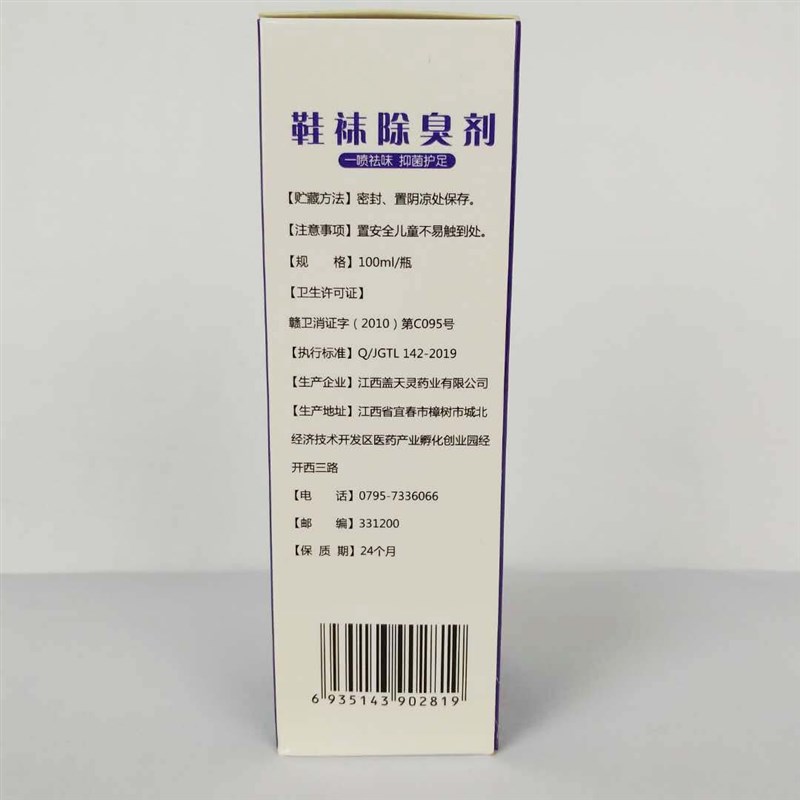 鞋袜除臭剂
一喷祛味 抑菌护足
【贮藏方法】密封、置阴凉处保存。
【注意事项】置安全儿童不易触到处。
【规 格】100ml/瓶
【卫生许可证】
赣卫消证字（2010）第C095号
【执行标准】Q/JGTL 142-2019
【生产企业】江西盖天灵药业有限公司
【生产地址】江西省宜春市樟树市城北
经济技术开发区医药产业孵化创业园经
开西三路
【电 话】0795-7336066
【邮 编】331200
【保 质 期】24个月
6 935143 902819